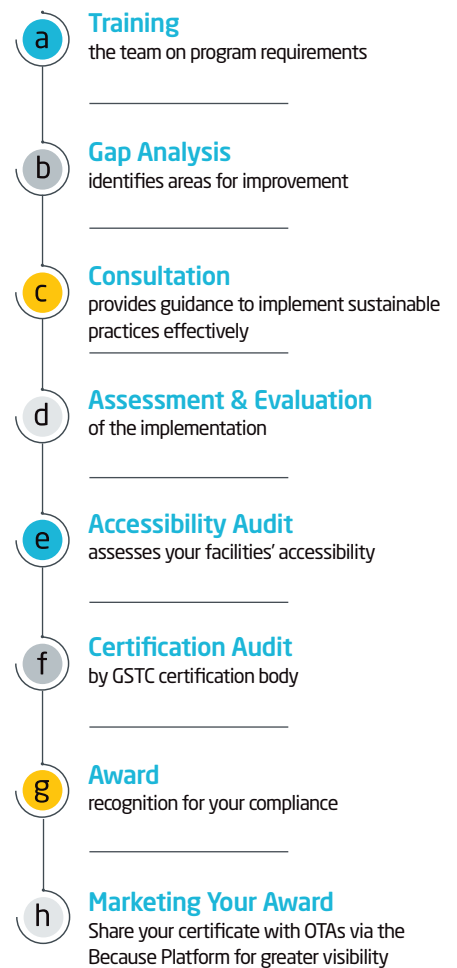 a
Training
the team on program requirements
b
Gap Analysis
identifies areas for improvement
c
Consultation
provides guidance to implement sustainable
practices effectively
d
Assessment & Evaluation
of the implementation
e
Accessibility Audit
assesses your facilities’ accessibility
f
Certification Audit
by GSTC certification body
g
Award
recognition for your compliance
h
Marketing Your Award
Share your certificate with OTAs via the
Because Platform for greater visibility